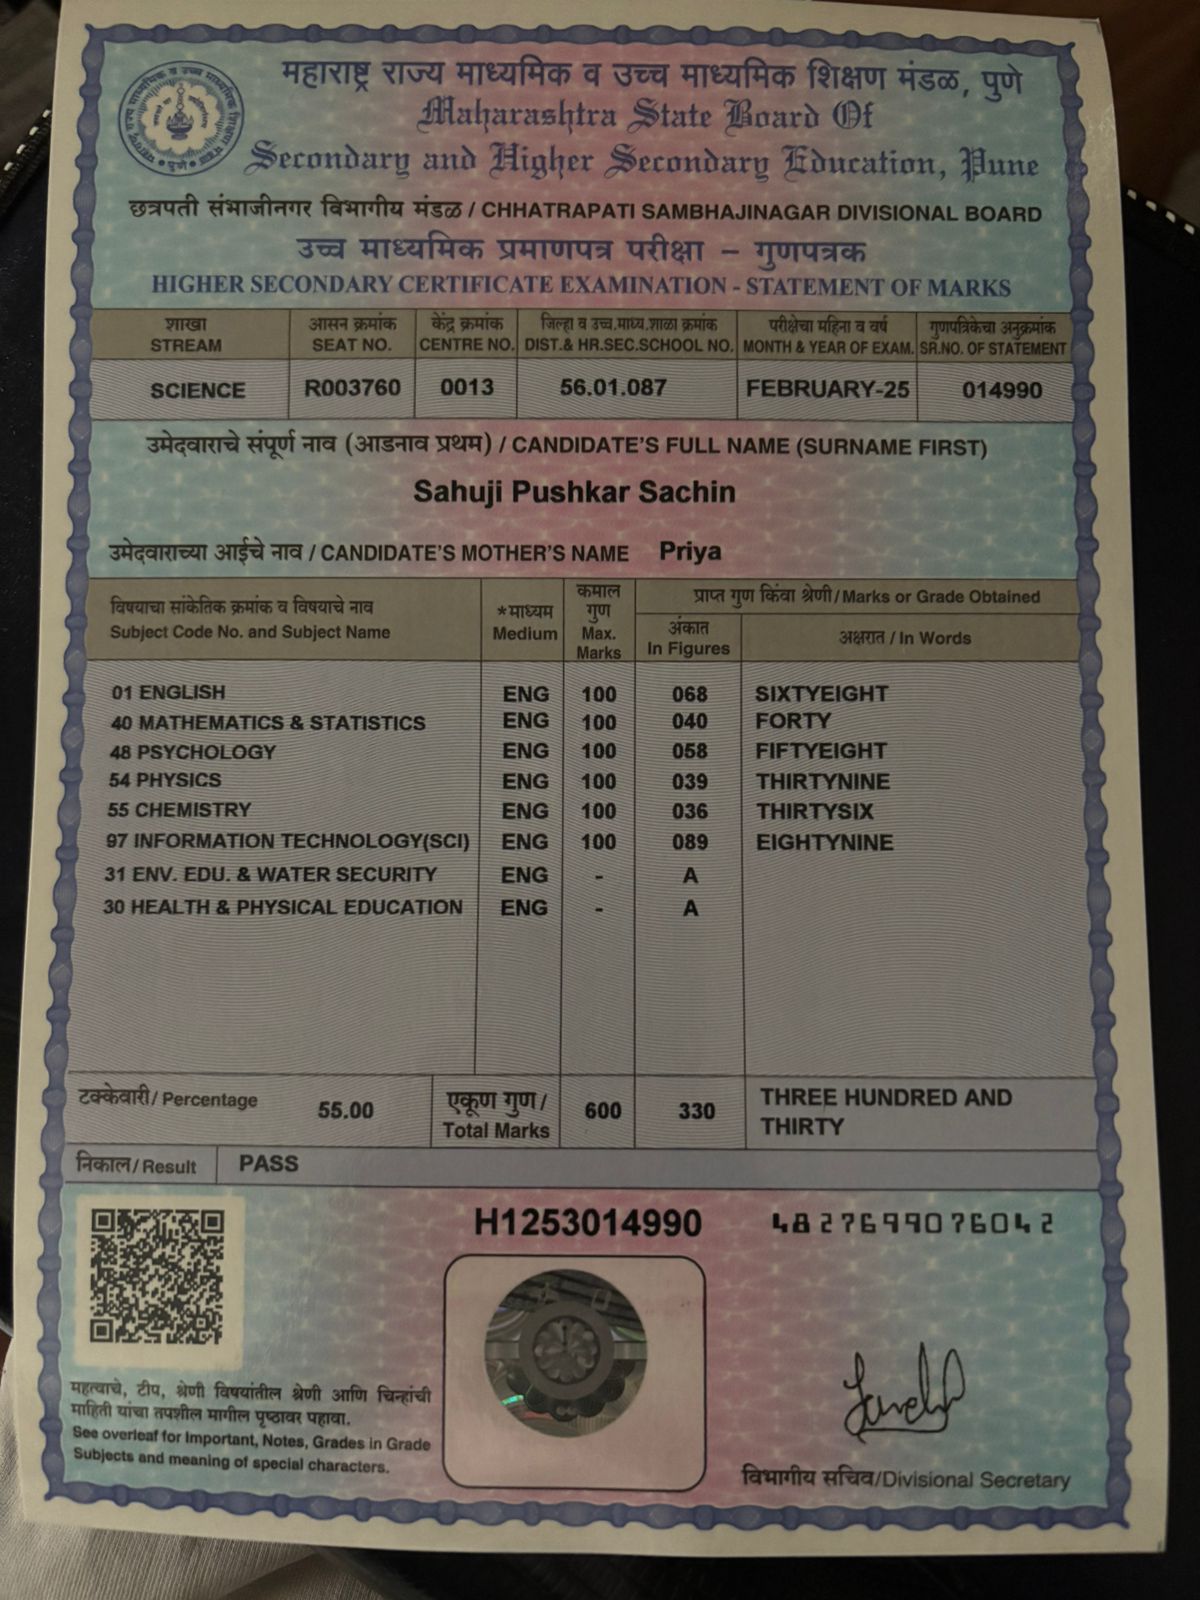 महाराष्ट्र राज्य माध्यमिक व उच्च माध्यमिक शिक्षण मंडळ, पुणे
Maharashtra State Board Of
Secondary and Higher Secondary Education, Pune
छत्रपती संभाजीनगर विभागीय मंडळ / CHHATRAPATI SAMBHAJINAGAR DIVISIONAL BOARD
उच्च माध्यमिक प्रमाणपत्र परीक्षा – गुणपत्रक
HIGHER SECONDARY CERTIFICATE EXAMINATION - STATEMENT OF MARKS
शाखा आसन क्रमांक केंद्र क्रमांक जिल्हा व उच्च.माध्य.शाळा क्रमांक परीक्षेचा महिना व वर्ष गुणपत्रिकेचा अनुक्रमांक
STREAM SEAT NO. CENTRE NO. DIST.& HR.SEC.SCHOOL NO. MONTH & YEAR OF EXAM. SR.NO. OF STATEMENT
SCIENCE R003760 0013 56.01.087 FEBRUARY-25 014990
उमेदवाराचे संपूर्ण नाव (आडनाव प्रथम) / CANDIDATE'S FULL NAME (SURNAME FIRST)
Sahuji Pushkar Sachin
उमेदवाराच्या आईचे नाव / CANDIDATE'S MOTHER'S NAME Priya
विषयाचा सांकेतिक क्रमांक व विषयाचे नाव
Subject Code No. and Subject Name
*माध्यम
Medium
कमाल
गुण
Max.
Marks
प्राप्त गुण किंवा श्रेणी / Marks or Grade Obtained
अंकात
In Figures
अक्षरात / In Words
01 ENGLISH ENG 100 068 SIXTYEIGHT
40 MATHEMATICS & STATISTICS ENG 100 040 FORTY
48 PSYCHOLOGY ENG 100 058 FIFTYEIGHT
54 PHYSICS ENG 100 039 THIRTYNINE
55 CHEMISTRY ENG 100 036 THIRTYSIX
97 INFORMATION TECHNOLOGY(SCI) ENG 100 089 EIGHTYNINE
31 ENV. EDU. & WATER SECURITY ENG - A
30 HEALTH & PHYSICAL EDUCATION ENG - A
टक्केवारी / Percentage 55.00
एकूण गुण /
Total Marks
600 330
THREE HUNDRED AND
THIRTY
निकाल / Result PASS
H1253014990 4827699076042
महत्वाचे, टीप, श्रेणी विषयांतील श्रेणी आणि चिन्हांची
माहिती यांचा तपशील मागील पृष्ठावर पहावा.
See overleaf for Important, Notes, Grades in Grade
Subjects and meaning of special characters.
विभागीय सचिव/Divisional Secretary